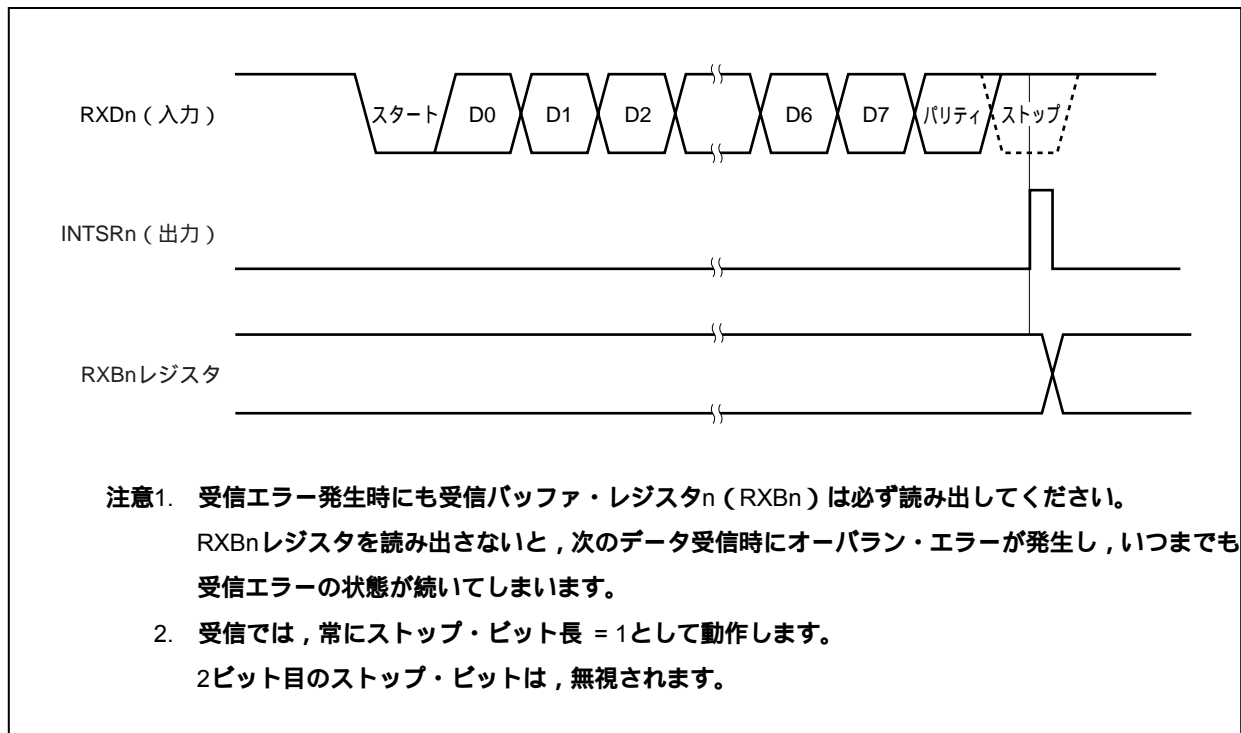 RXDn（入力）
スタート D0 D1 D2 D6 D7 パリティ ストップ
INTSRn（出力）
RXBnレジスタ
注意1. 受信エラー発生時にも受信バッファ・レジスタn（RXBn）は必ず読み出してください。
RXBnレジスタを読み出さないと，次のデータ受信時にオーバラン・エラーが発生し，いつまでも
受信エラーの状態が続いてしまいます。
2. 受信では，常にストップ・ビット長 = 1として動作します。
2ビット目のストップ・ビットは，無視されます。